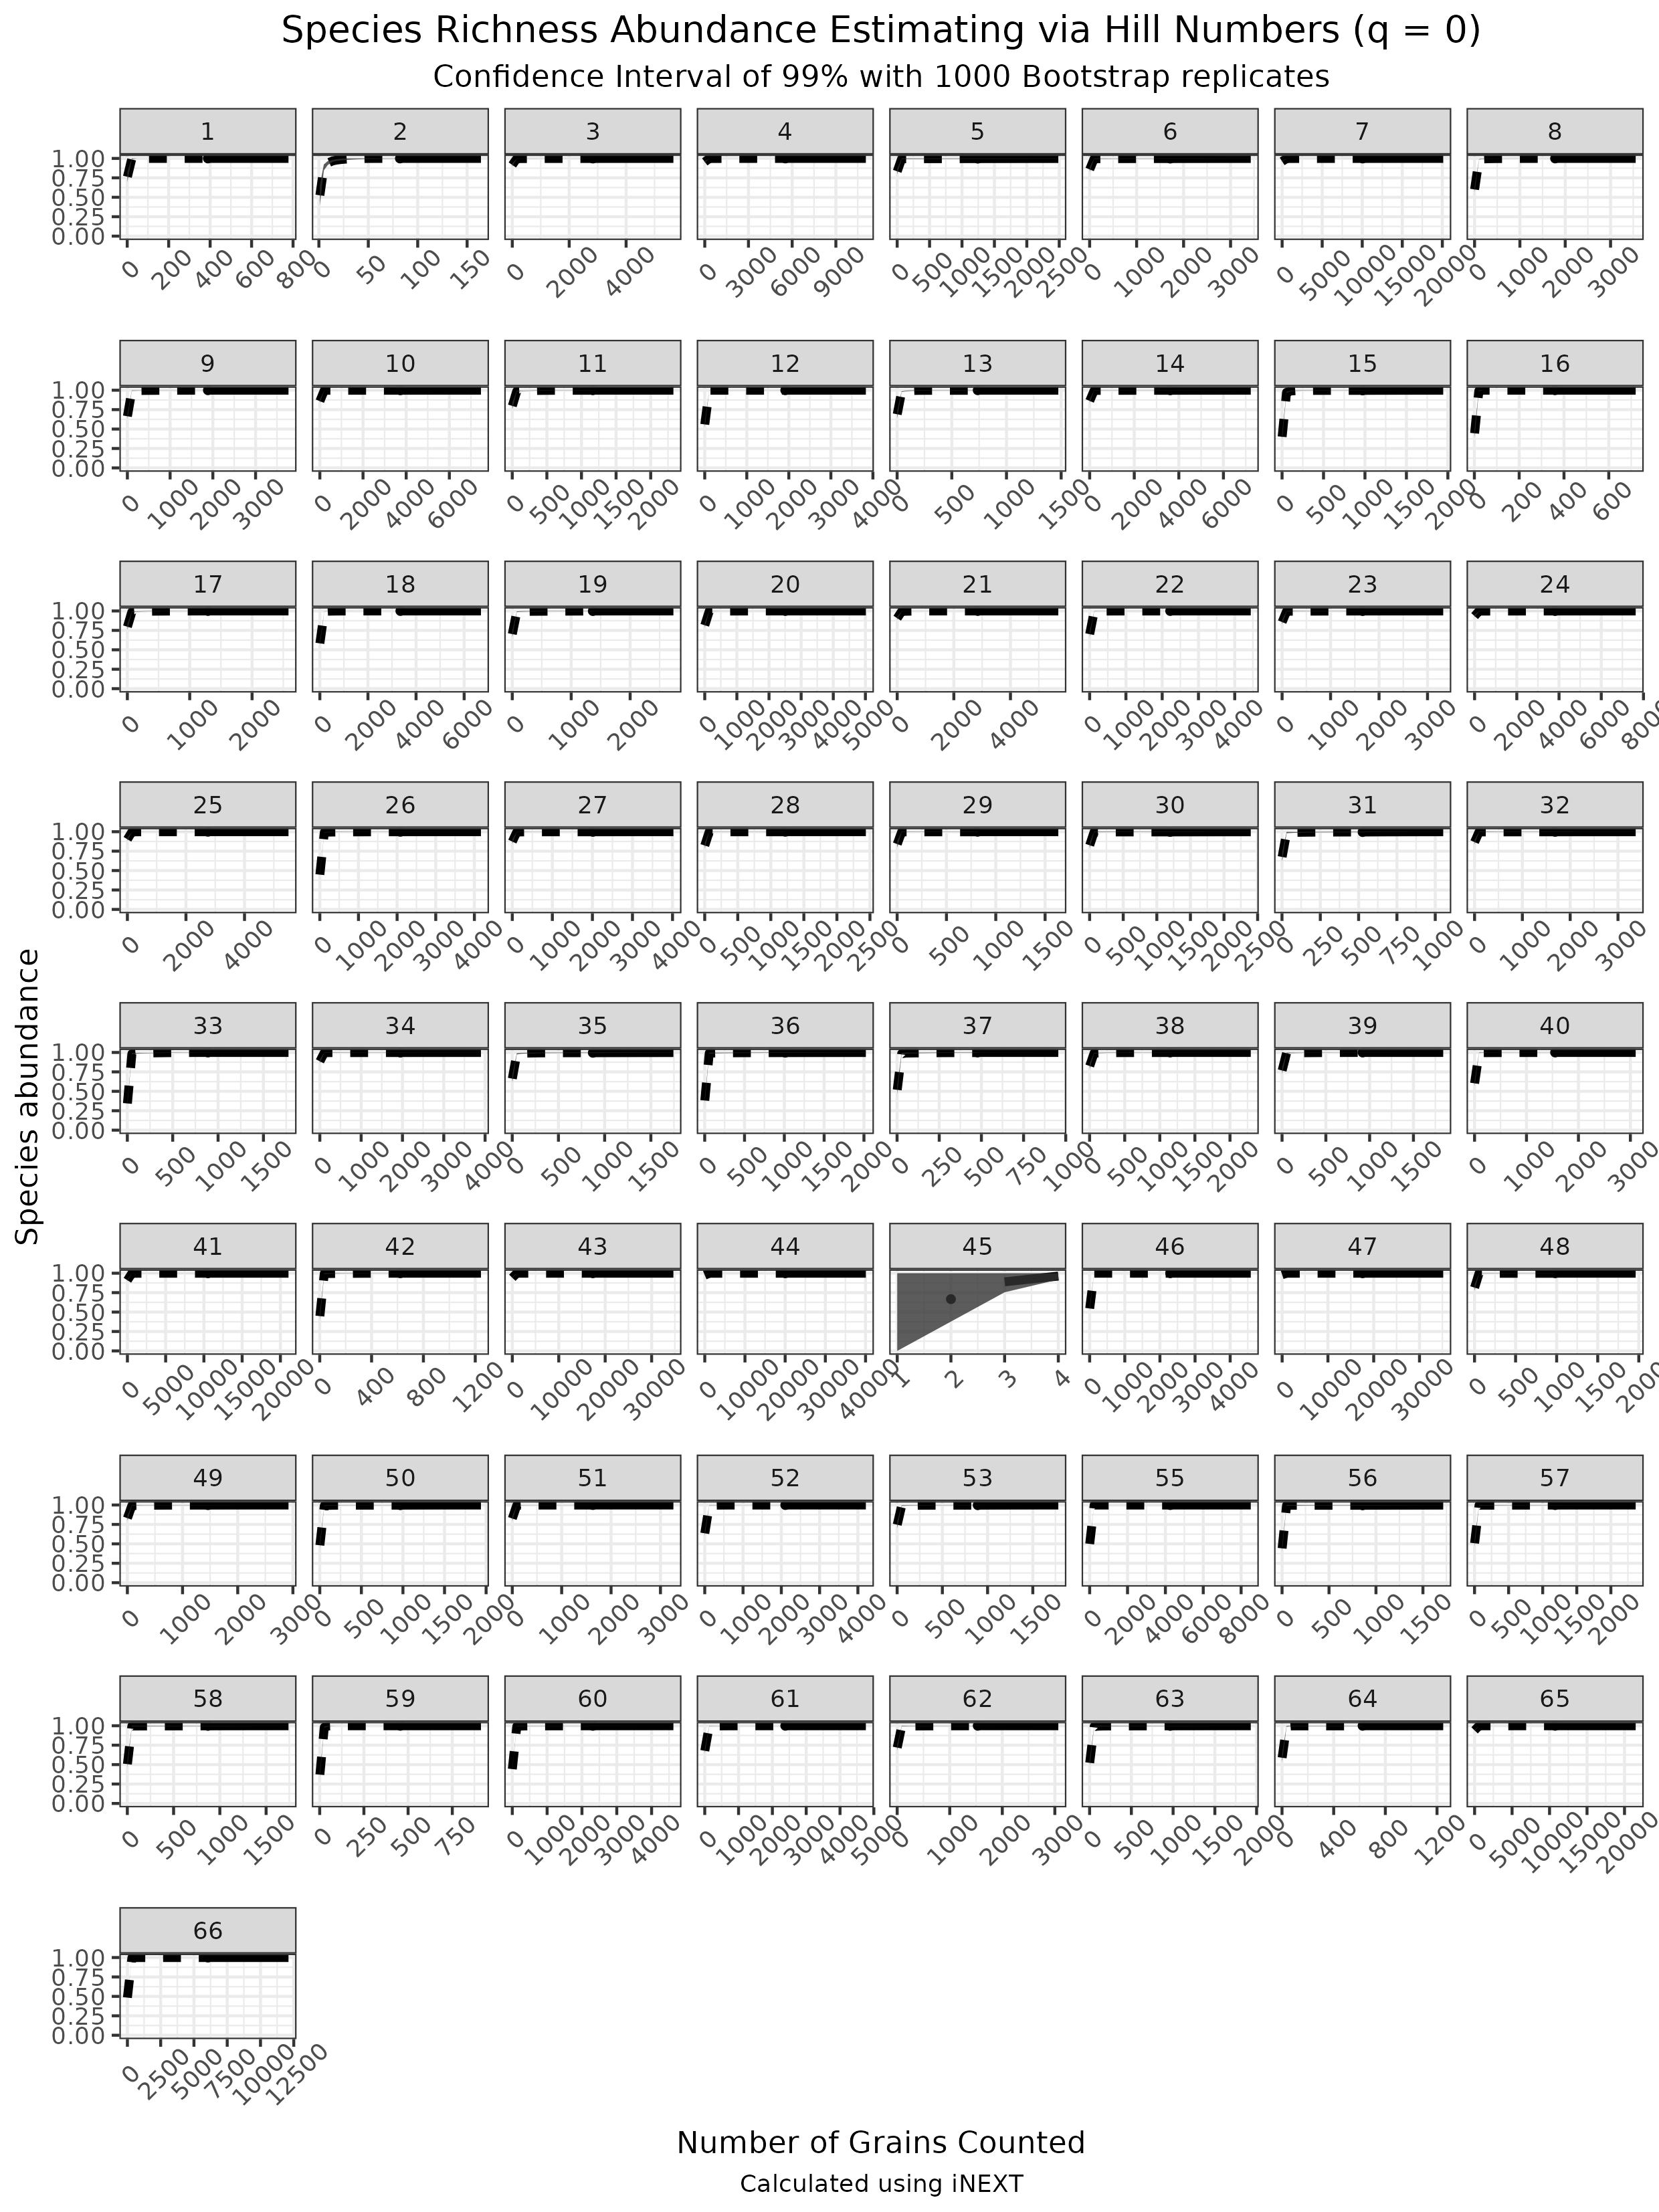 Species Richness Abundance Estimating via Hill Numbers (q = 0)
Confidence Interval of 99% with 1000 Bootstrap replicates
1 2 3 4 5 6 7 8
1.00
0.75
0.50
0.25
0.00
0 200 400 600 800 0 50 100 150 0 2000 4000 0 3000 6000 9000 0 500 1000 1500 2000 2500 0 1000 2000 3000 0 5000 10000 15000 20000 0 1000 2000 3000
9 10 11 12 13 14 15 16
1.00
0.75
0.50
0.25
0.00
0 1000 2000 3000 0 2000 4000 6000 0 500 1000 1500 2000 0 1000 2000 3000 4000 0 500 1000 1500 0 2000 4000 6000 0 500 1000 1500 2000 0 200 400 600
17 18 19 20 21 22 23 24
1.00
0.75
0.50
0.25
0.00
0 1000 2000 0 2000 4000 6000 0 1000 2000 0 1000 2000 3000 4000 5000 0 2000 4000 0 1000 2000 3000 4000 0 1000 2000 3000 0 2000 4000 6000 8000
25 26 27 28 29 30 31 32
1.00
0.75
0.50
0.25
0.00
0 2000 4000 0 1000 2000 3000 4000 0 1000 2000 3000 4000 0 500 1000 1500 2000 2500 0 500 1000 1500 0 500 1000 1500 2000 2500 0 250 500 750 1000 0 1000 2000 3000
Species abundance
33 34 35 36 37 38 39 40
1.00
0.75
0.50
0.25
0.00
0 500 1000 1500 0 1000 2000 3000 4000 0 500 1000 1500 0 500 1000 1500 2000 0 250 500 750 1000 0 500 1000 1500 2000 0 500 1000 1500 0 1000 2000 3000
41 42 43 44 45 46 47 48
1.00
0.75
0.50
0.25
0.00
0 5000 10000 15000 20000 0 400 800 1200 0 10000 20000 30000 0 10000 20000 30000 40000 1 2 3 4 0 1000 2000 3000 4000 0 10000 20000 30000 0 500 1000 1500 2000
49 50 51 52 53 55 56 57
1.00
0.75
0.50
0.25
0.00
0 1000 2000 3000 0 500 1000 1500 2000 0 1000 2000 3000 0 1000 2000 3000 4000 0 500 1000 1500 0 2000 4000 6000 8000 0 500 1000 1500 0 500 1000 1500 2000
58 59 60 61 62 63 64 65
1.00
0.75
0.50
0.25
0.00
0 500 1000 1500 0 250 500 750 0 1000 2000 3000 4000 0 1000 2000 3000 4000 5000 0 1000 2000 3000 0 500 1000 1500 2000 0 400 800 1200 0 5000 10000 15000 20000
66
1.00
0.75
0.50
0.25
0.00
0 2500 5000 7500 10000 12500
Number of Grains Counted
Calculated using iNEXT